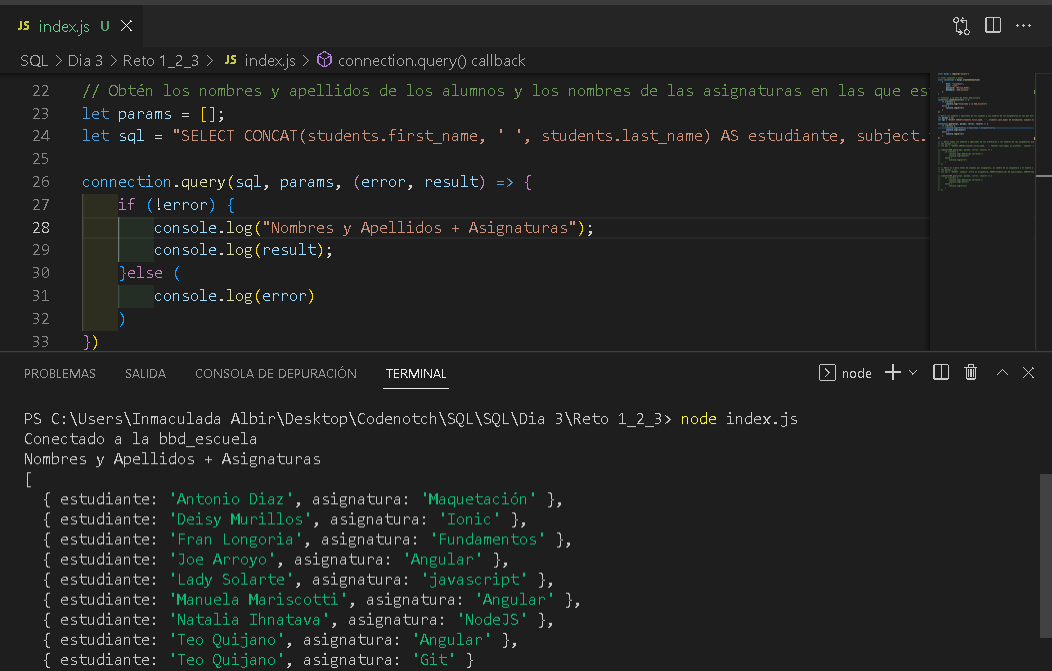 JS index.js U
SQL > Dia 3 > Reto 1_2_3 > JS index.js > connection.query() callback
22 // Obtén los nombres y apellidos de los alumnos y los nombres de las asignaturas en las que es
23 let params = [];
24 let sql = "SELECT CONCAT(students.first_name, ' ', students.last_name) AS estudiante, subject.
25
26 connection.query(sql, params, (error, result) => {
27 if (!error) {
28 console.log("Nombres y Apellidos + Asignaturas");
29 console.log(result);
30 }else (
31 console.log(error)
32 )
33 })
PROBLEMAS SALIDA CONSOLA DE DEPURACIÓN TERMINAL node
PS C:\Users\Inmaculada Albir\Desktop\Codenotch\SQL\SQL\Dia 3\Reto 1_2_3> node index.js
Conectado a la bbd_escuela
Nombres y Apellidos + Asignaturas
[
{ estudiante: 'Antonio Diaz', asignatura: 'Maquetación' },
{ estudiante: 'Deisy Murillos', asignatura: 'Ionic' },
{ estudiante: 'Fran Longoria', asignatura: 'Fundamentos' },
{ estudiante: 'Joe Arroyo', asignatura: 'Angular' },
{ estudiante: 'Lady Solarte', asignatura: 'javascript' },
{ estudiante: 'Manuela Mariscotti', asignatura: 'Angular' },
{ estudiante: 'Natalia Ihnatava', asignatura: 'NodeJS' },
{ estudiante: 'Teo Quijano', asignatura: 'Angular' },
{ estudiante: 'Teo Quijano', asignatura: 'Git' }